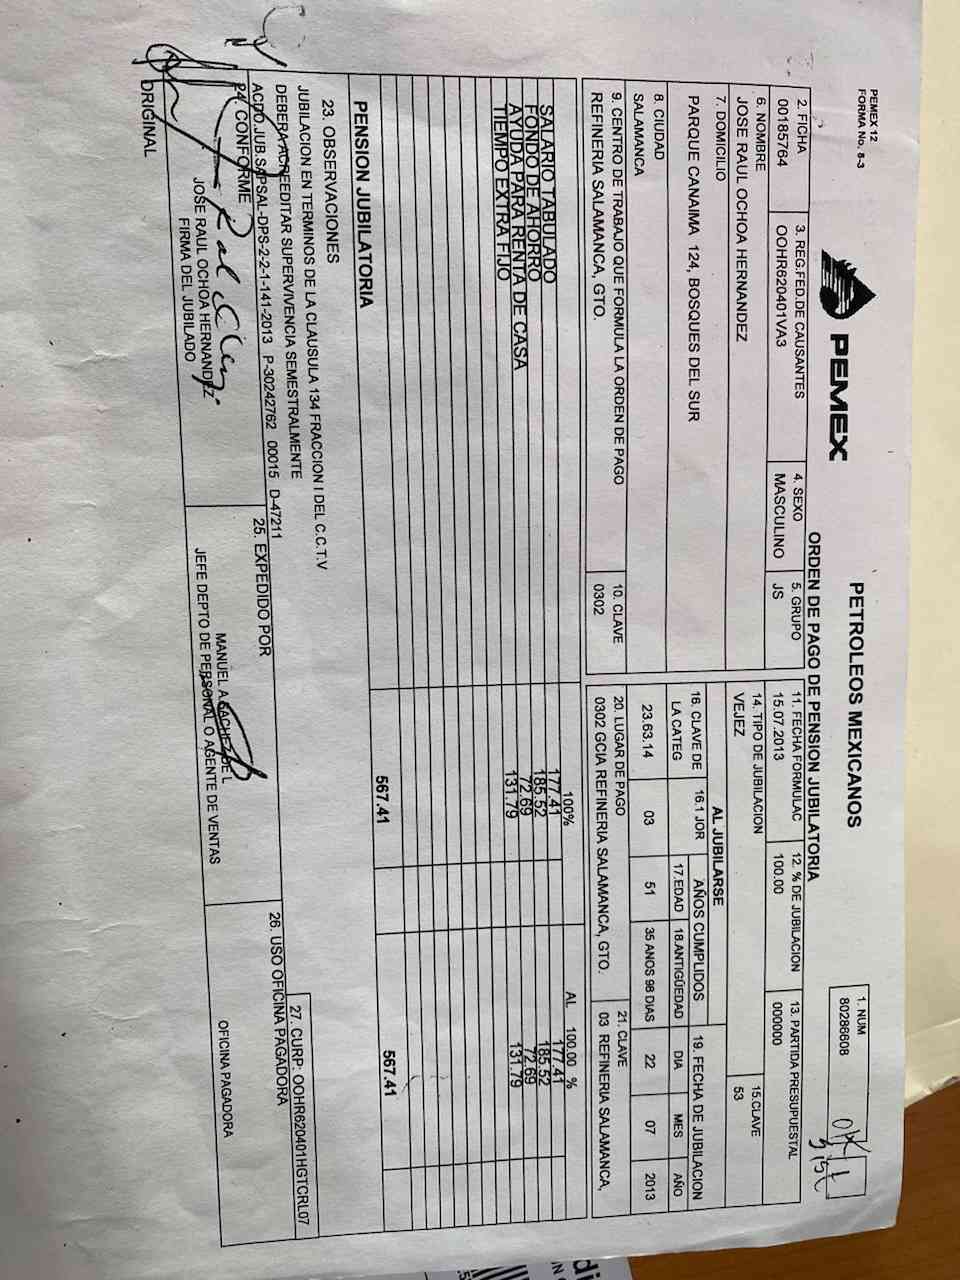 PEMEX 12
FORMA No. 8-3
PEMEX
PETROLEOS MEXICANOS
ORDEN DE PAGO DE PENSION JUBILATORIA
1. NUM
80286608
OK
2. FICHA
00185764
3. REG.FED.DE CAUSANTES
OOHR620401VA3
4. SEXO
MASCULINO
5. GRUPO
JS
11. FECHA FORMULAC
15.07.2013
12. % DE JUBILACION
100.00
13. PARTIDA PRESUPUESTAL
000000
6. NOMBRE
JOSE RAUL OCHOA HERNANDEZ
14. TIPO DE JUBILACION
VEJEZ
15.CLAVE
53
7. DOMICILIO
PARQUE CANAIMA 124, BOSQUES DEL SUR
AL JUBILARSE
16. CLAVE DE
LA CATEG
16.1 JOR
AÑOS CUMPLIDOS
17.EDAD
18.ANTIGÜEDAD
19. FECHA DE JUBILACION
DIA
MES
AÑO
8. CIUDAD
SALAMANCA
23.63.14
03
51
35 ANOS 98 DIAS
22
07
2013
9. CENTRO DE TRABAJO QUE FORMULA LA ORDEN DE PAGO
REFINERIA SALAMANCA, GTO.
10. CLAVE
0302
20. LUGAR DE PAGO
0302 GCIA REFINERIA SALAMANCA, GTO.
21. CLAVE
03 REFINERIA SALAMANCA,
100%
AL 100.00 %
SALARIO TABULADO 177.41 177.41
FONDO DE AHORRO 185.52 185.52
AYUDA PARA RENTA DE CASA 72.69 72.69
TIEMPO EXTRA FIJO 131.79 131.79
PENSION JUBILATORIA 567.41 567.41
23. OBSERVACIONES
JUBILACION EN TERMINOS DE LA CLAUSULA 134 FRACCION I DEL C.C.T.V
DEBERA ACREEDITAR SUPERVIVENCIA SEMESTRALMENTE
ACDO.JUB.SAPSAL-DPS-2-2-1-141-2013 P-30242762 00015 D-47211
27. CURP: OOHR620401HGTCRL07
24. CONFORME
JOSE RAUL OCHOA HERNANDEZ
FIRMA DEL JUBILADO
25. EXPEDIDO POR
MANUEL A
JEFE DEPTO DE PERSONAL O AGENTE DE VENTAS
26. USO OFICINA PAGADORA
OFICINA PAGADORA
ORIGINAL